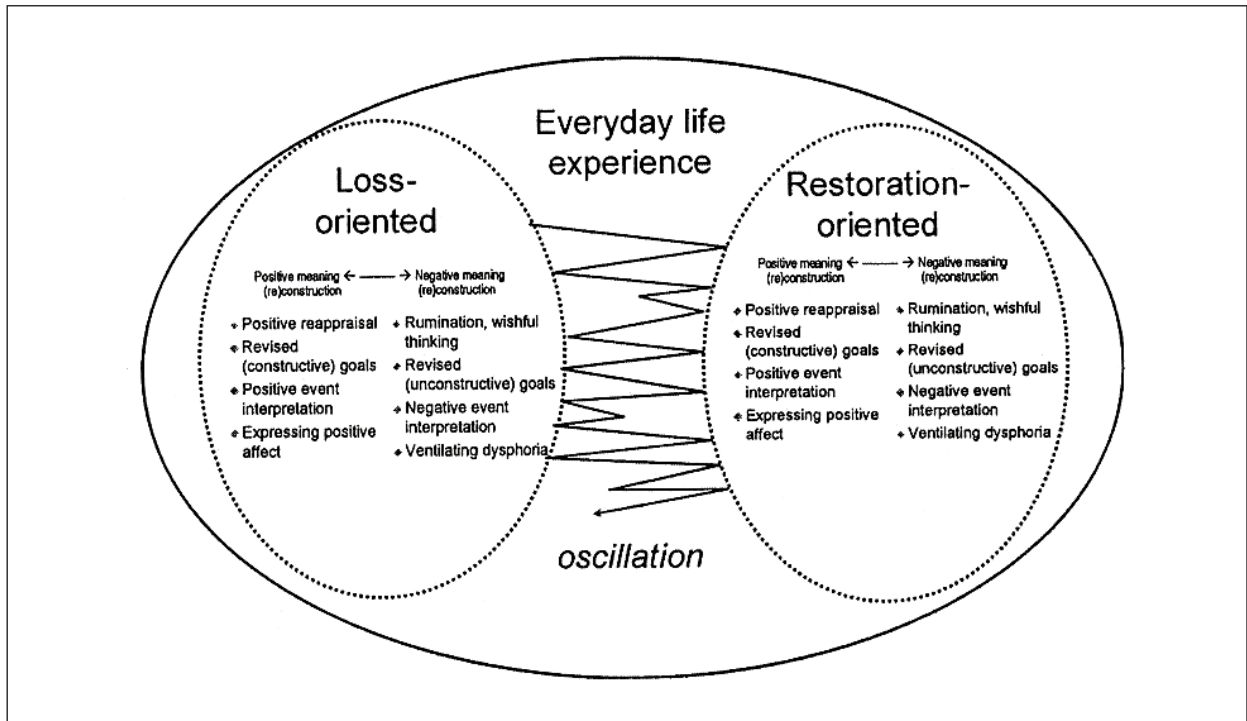 Everyday life
experience
Loss-
oriented
Positive meaning ← → Negative meaning
(re)construction (re)construction
Positive reappraisal
Revised
(constructive) goals
Positive event
interpretation
Expressing positive
affect
Rumination, wishful
thinking
Revised
(unconstructive) goals
Negative event
interpretation
Ventilating dysphoria
Restoration-
oriented
Positive meaning ← → Negative meaning
(re)construction (re)construction
Positive reappraisal
Revised
(constructive) goals
Positive event
interpretation
Expressing positive
affect
Rumination, wishful
thinking
Revised
(unconstructive) goals
Negative event
interpretation
Ventilating dysphoria
oscillation